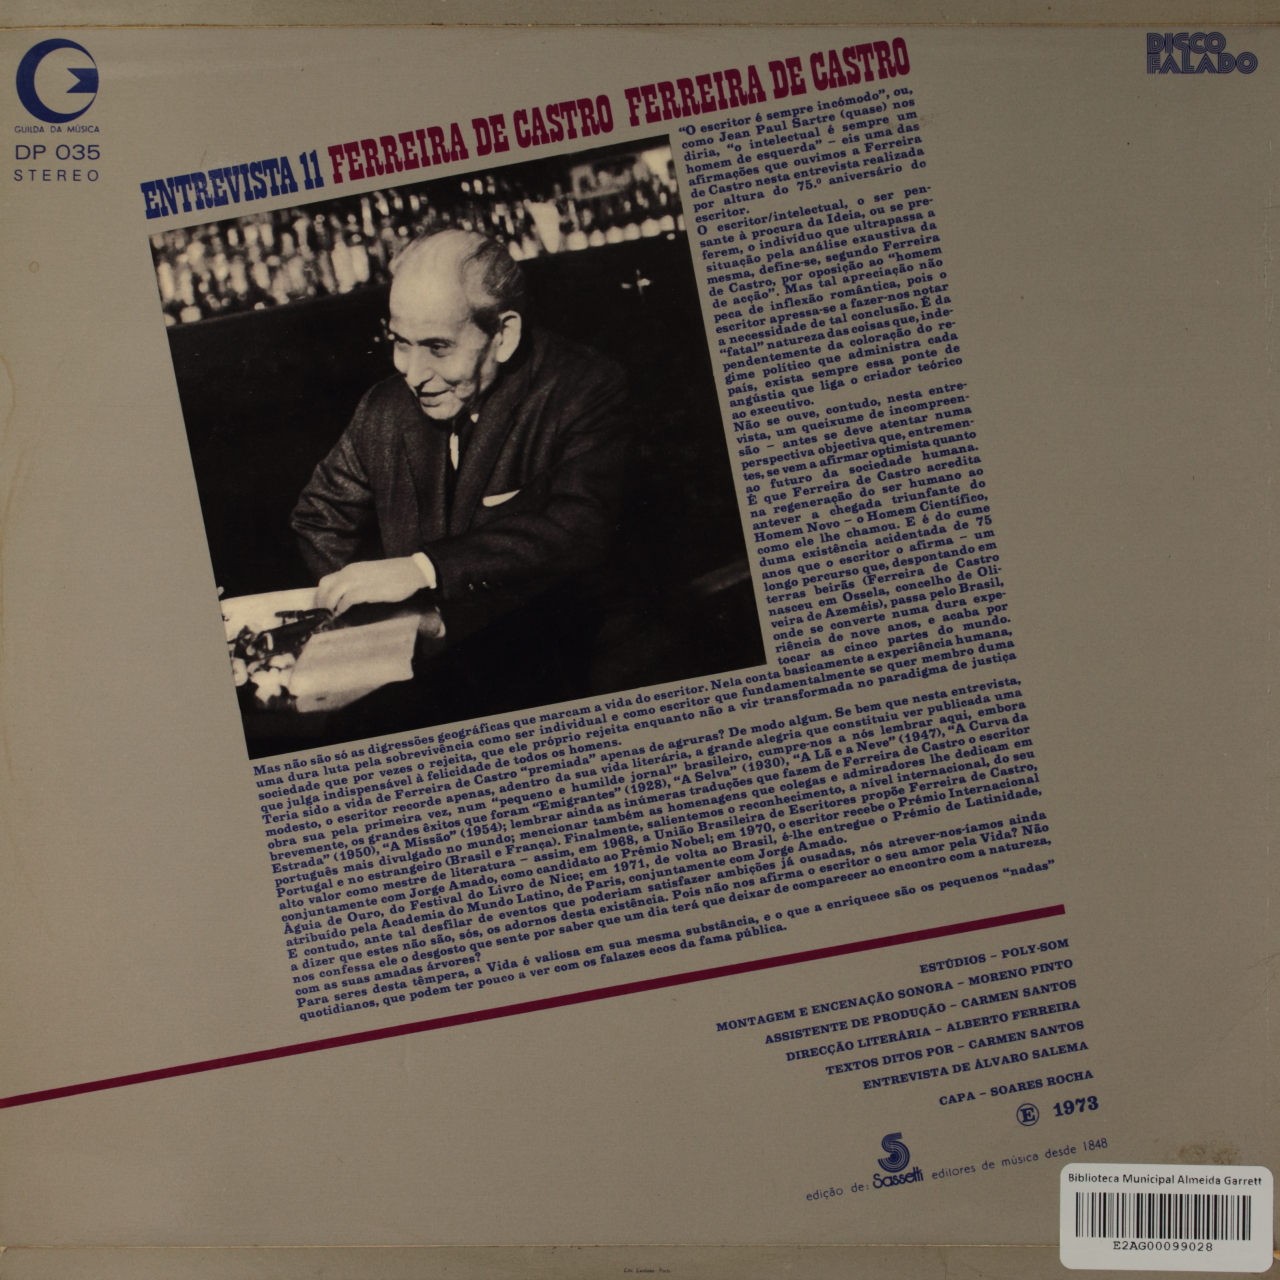 GUILDA DA MÚSICA
DP 035
STEREO
DISCO
FALADO
ENTREVISTA 11 FERREIRA DE CASTRO FERREIRA DE CASTRO
"O escritor é sempre incómodo", ou,
como Jean Paul Sartre (quase) nos
diria, "o intelectual é sempre um
homem de esquerda" – eis uma das
afirmações que ouvimos a Ferreira
de Castro nesta entrevista realizada
por altura do 75.º aniversário do
escritor.
O escritor/intelectual, o ser pen-
sante à procura da Ideia, ou se pre-
ferem, o indivíduo que ultrapassa a
situação pela análise exaustiva da
mesma, define-se, segundo Ferreira
de Castro, por oposição ao "homem
de acção". Mas tal apreciação não
peca de inflexão romântica, pois o
escritor apressa-se a fazer-nos notar
a necessidade de tal conclusão. É da
"fatal" natureza das coisas que, inde-
pendentemente da coloração do re-
gime político que administra cada
país, exista sempre essa ponte de
angústia que liga o criador teórico
ao executivo.
Não se ouve, contudo, nesta entre-
vista, um queixume de incompreen-
são – antes se deve atentar numa
perspectiva objectiva que, entremen-
tes, se vem a afirmar optimista quanto
ao futuro da sociedade humana.
É que Ferreira de Castro acredita
na regeneração do ser humano ao
antever a chegada triunfante do
Homem Novo – o Homem Científico,
como ele lhe chamou. E é do cume
duma existência acidentada de 75
anos que o escritor o afirma – um
longo percurso que, despontando em
terras beirãs (Ferreira de Castro
nasceu em Ossela, concelho de Oli-
veira de Azeméis), passa pelo Brasil,
onde se converte numa dura expe-
riência de nove anos, e acaba por
tocar as cinco partes do mundo.
Mas não são só as digressões geográficas que marcam a vida do escritor. Nela conta basicamente a experiência humana,
uma dura luta pela sobrevivência como ser individual e como escritor que fundamentalmente se quer membro duma
sociedade que por vezes o rejeita, que ele próprio rejeita enquanto não a vir transformada no paradigma de justiça
que julga indispensável à felicidade de todos os homens.
Teria sido a vida de Ferreira de Castro "premiada" apenas de agruras? De modo algum. Se bem que nesta entrevista,
modesto, o escritor recorde apenas, adentro da sua vida literária, a grande alegria que constituiu ver publicada uma
obra sua pela primeira vez, num "pequeno e humilde jornal" brasileiro, cumpre-nos a nós lembrar aqui, embora
brevemente, os grandes êxitos que foram "Emigrantes" (1928), "A Selva" (1930), "A Lã e a Neve" (1947), "A Curva da
Estrada" (1950), "A Missão" (1954); lembrar ainda as inúmeras traduções que fazem de Ferreira de Castro o escritor
português mais divulgado no mundo; mencionar também as homenagens que colegas e admiradores lhe dedicam em
Portugal e no estrangeiro (Brasil e França). Finalmente, salientemos o reconhecimento, a nível internacional, do seu
alto valor como mestre de literatura – assim, em 1968, a União Brasileira de Escritores propõe Ferreira de Castro,
conjuntamente com Jorge Amado, como candidato ao Prémio Nobel; em 1970, o escritor recebe o Prémio Internacional
Águia de Ouro, do Festival do Livro de Nice; em 1971, de volta ao Brasil, é-lhe entregue o Prémio de Latinidade,
atribuído pela Academia do Mundo Latino, de Paris, conjuntamente com Jorge Amado.
E contudo, ante tal desfilar de eventos que poderiam satisfazer ambições já ousadas, nós atrever-nos-íamos ainda
a dizer que estes não são, sós, os adornos desta existência. Pois não nos afirma o escritor o seu amor pela Vida? Não
nos confessa ele o desgosto que sente por saber que um dia terá que deixar de comparecer ao encontro com a natureza,
com as suas amadas árvores?
Para seres desta têmpera, a Vida é valiosa em sua mesma substância, e o que a enriquece são os pequenos "nadas"
quotidianos, que podem ter pouco a ver com os falazes ecos da fama pública.
ESTÚDIOS – POLY-SOM
MONTAGEM E ENCENAÇÃO SONORA – MORENO PINTO
ASSISTENTE DE PRODUÇÃO – CARMEN SANTOS
DIRECÇÃO LITERÁRIA – ALBERTO FERREIRA
TEXTOS DITOS POR – CARMEN SANTOS
ENTREVISTA DE ÁLVARO SALEMA
CAPA – SOARES ROCHA
E 1973
edição de: Sassetti editores de música desde 1848
Biblioteca Municipal Almeida Garrett
E2AG00099028